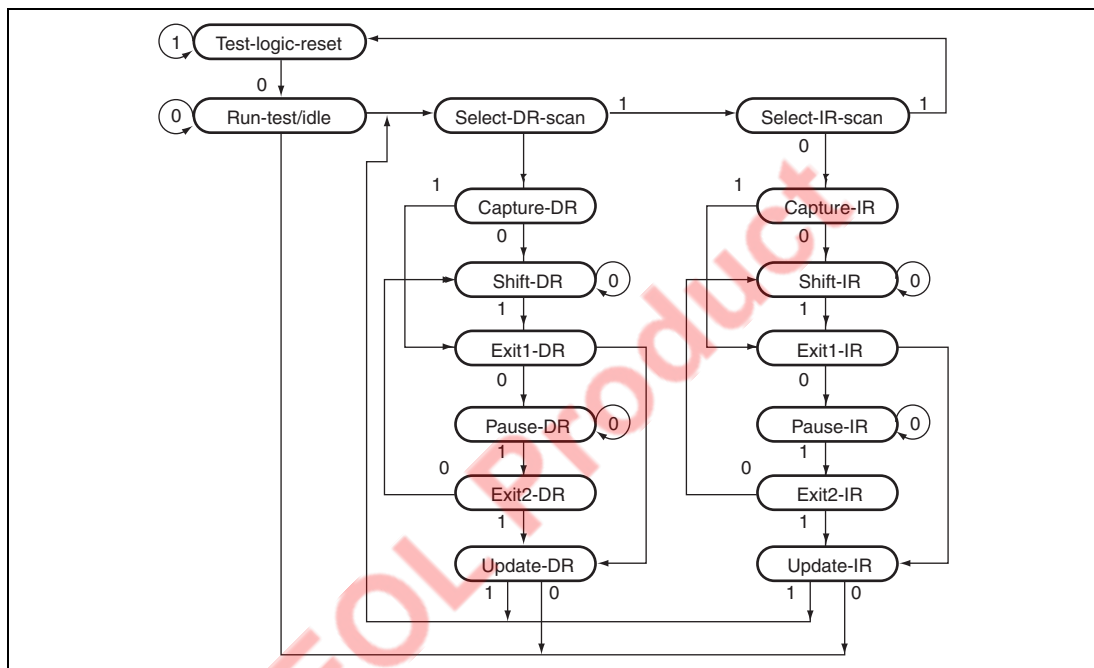 1
Test-logic-reset
0
0
Run-test/idle
Select-DR-scan
1
Select-IR-scan
1
0
1
Capture-DR
0
1
Capture-IR
0
Shift-DR
0
Shift-IR
0
1
1
Exit1-DR
Exit1-IR
0
0
Pause-DR
0
Pause-IR
0
1
1
0
Exit2-DR
0
Exit2-IR
1
1
Update-DR
Update-IR
1
0
1
0
EOL Product